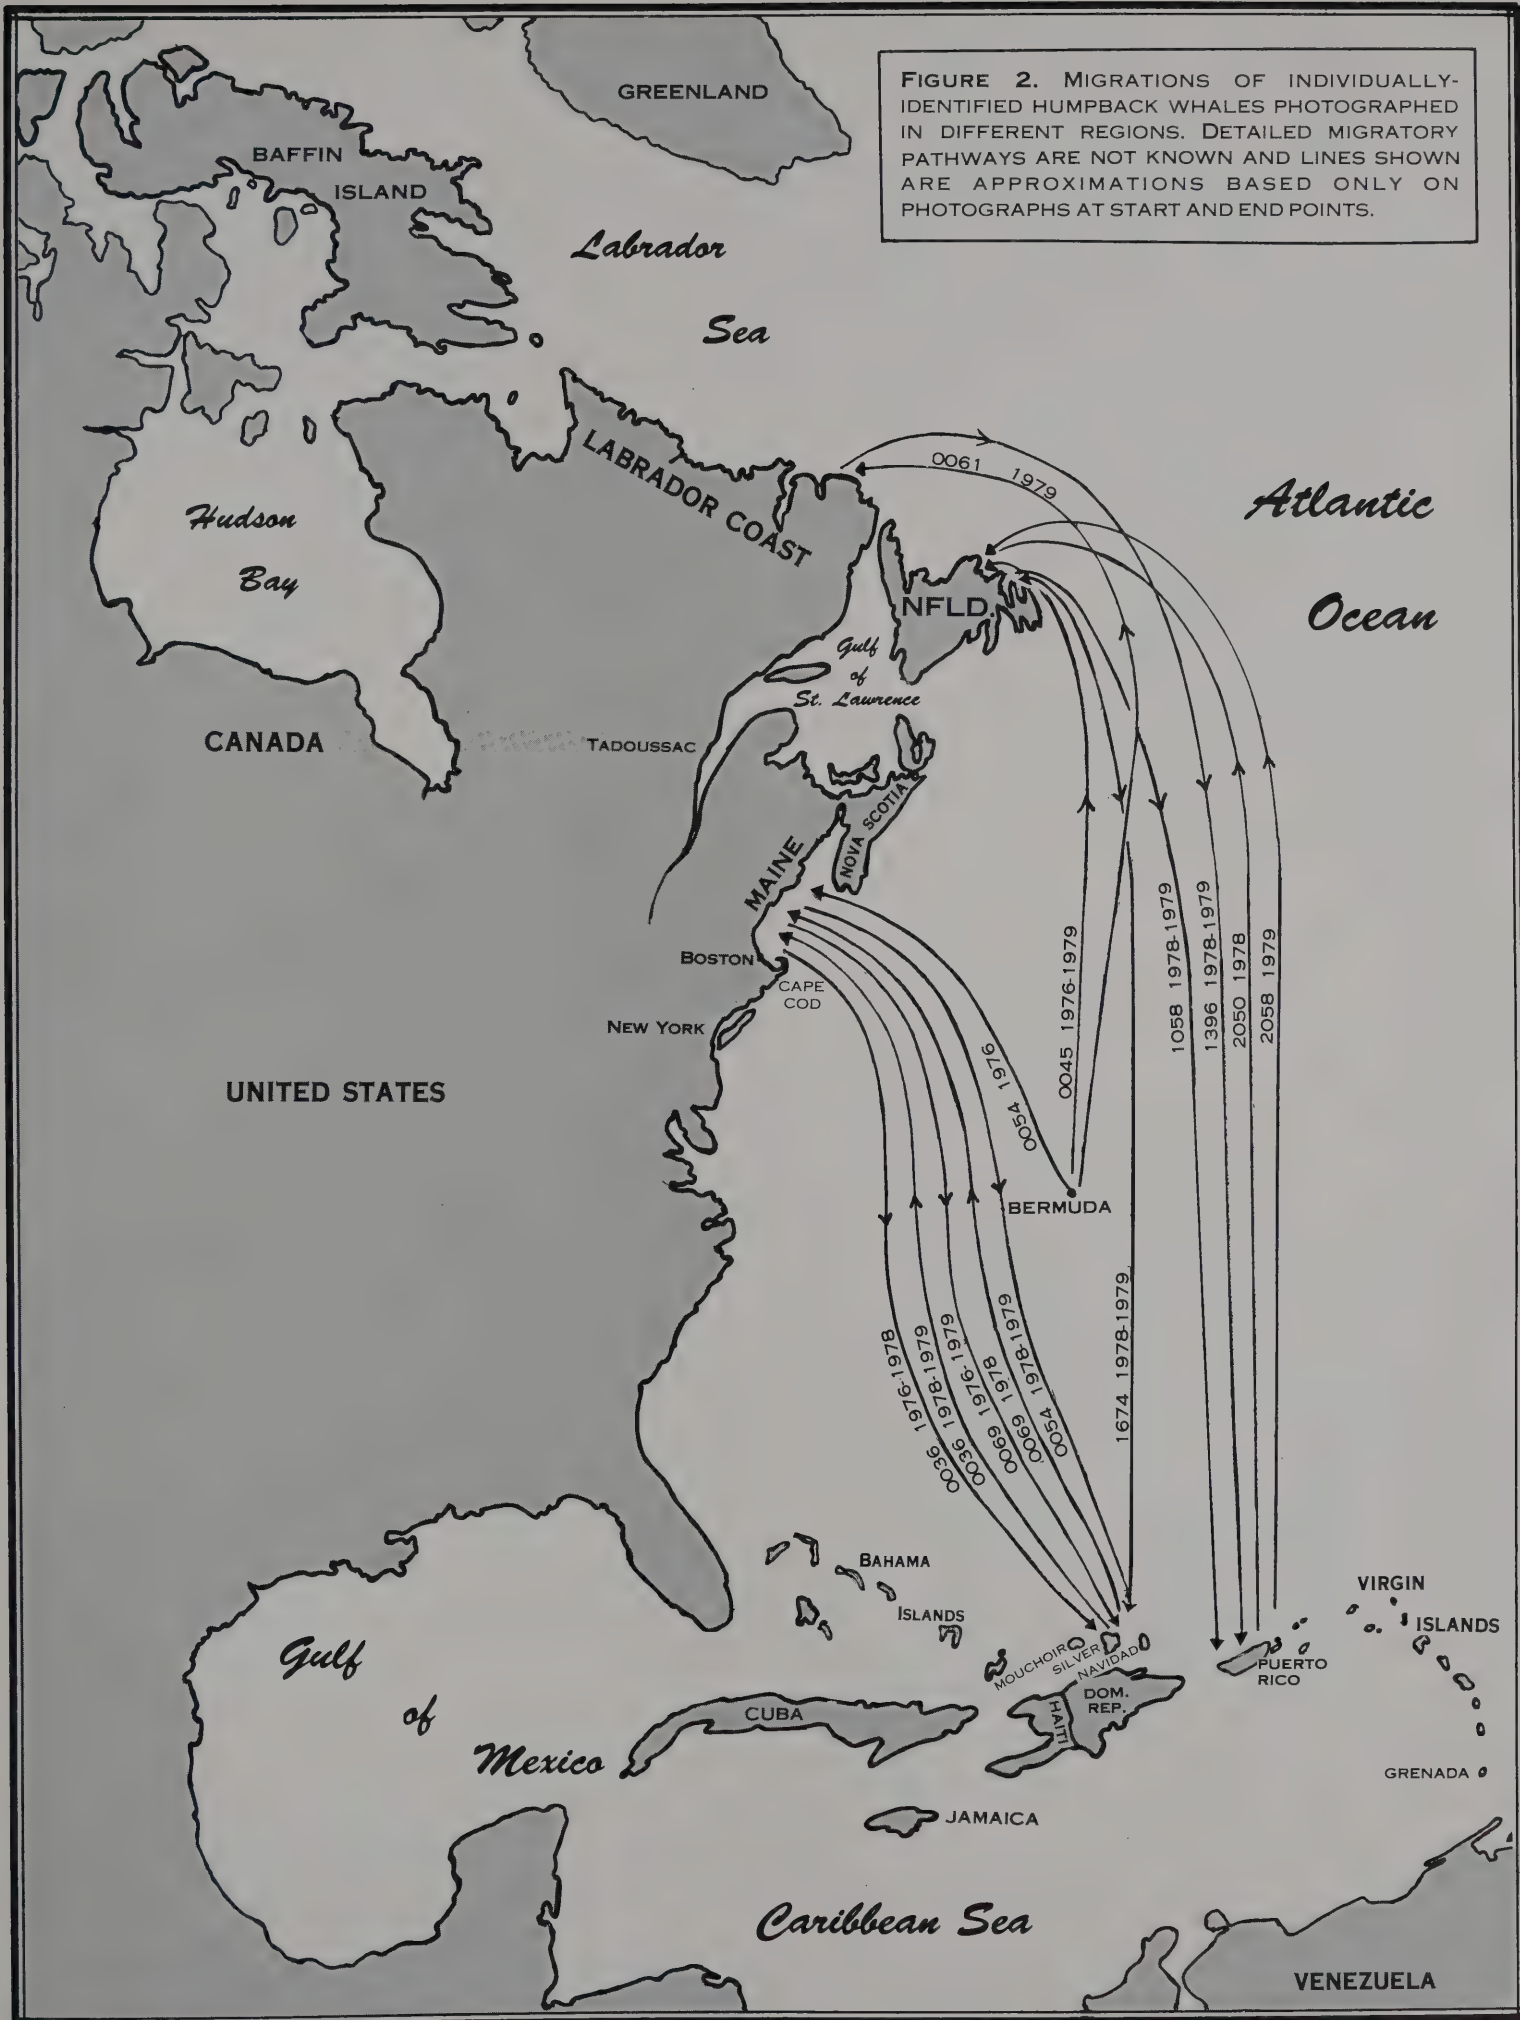 FIGURE 2. MIGRATIONS OF INDIVIDUALLY-
IDENTIFIED HUMPBACK WHALES PHOTOGRAPHED
IN DIFFERENT REGIONS. DETAILED MIGRATORY
PATHWAYS ARE NOT KNOWN AND LINES SHOWN
ARE APPROXIMATIONS BASED ONLY ON
PHOTOGRAPHS AT START AND END POINTS.
GREENLAND
BAFFIN
ISLAND
Labrador
Sea
LABRADOR COAST
0061 1979
Atlantic
Ocean
Hudson
Bay
NFLD.
Gulf
of
St. Lawrence
CANADA
TADOUSSAC
NOVA SCOTIA
MAINE
BOSTON
CAPE
COD
NEW YORK
UNITED STATES
0054 1976
0045 1976-1979
1058 1978-1979
1396 1978-1979
2050 1978
2058 1979
BERMUDA
0036 1976-1978
0036 1978-1979
0069 1976-1979
0069 1978
0054 1978-1979
1674 1978-1979
BAHAMA
ISLANDS
VIRGIN
ISLANDS
MOUCHOIR
SILVER
NAVIDAD
PUERTO
RICO
Gulf
of
Mexico
CUBA
HAITI
DOM.
REP.
GRENADA
JAMAICA
Caribbean Sea
VENEZUELA